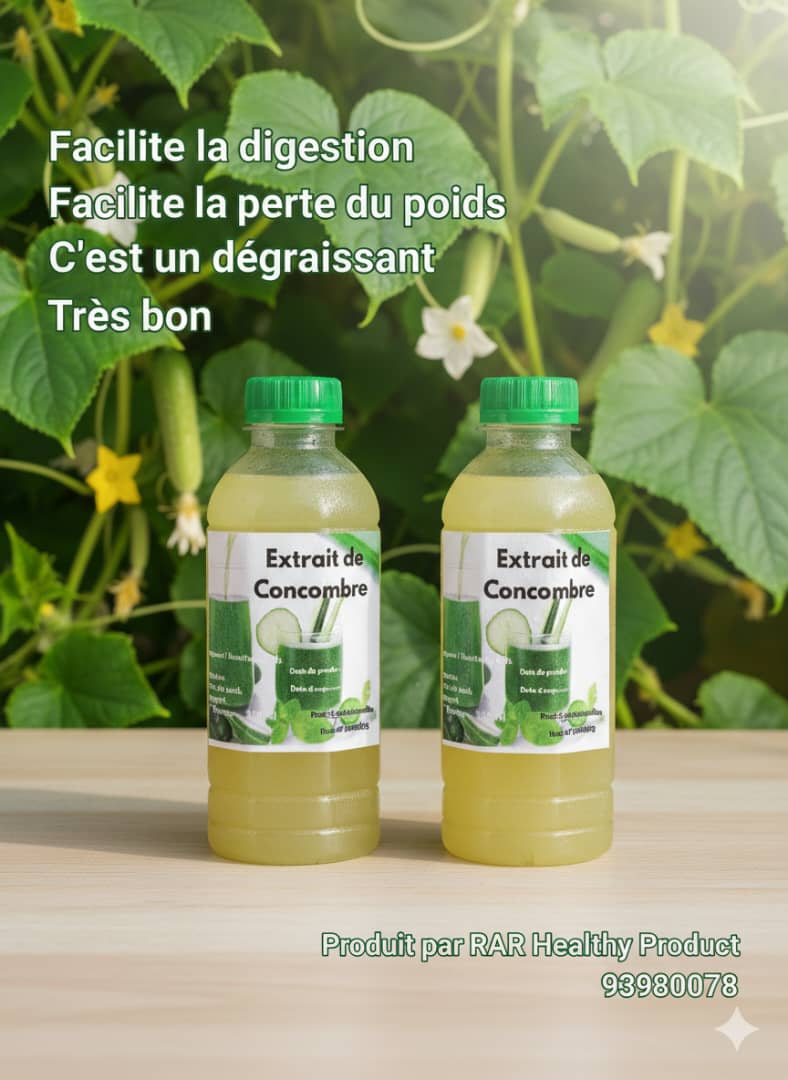 Facilite la digestion
Facilite la perte du poids
C'est un dégraissant
Très bon
Extrait de
Concombre
Extrait de
Concombre
Produit par RAR Healthy Product
93980078